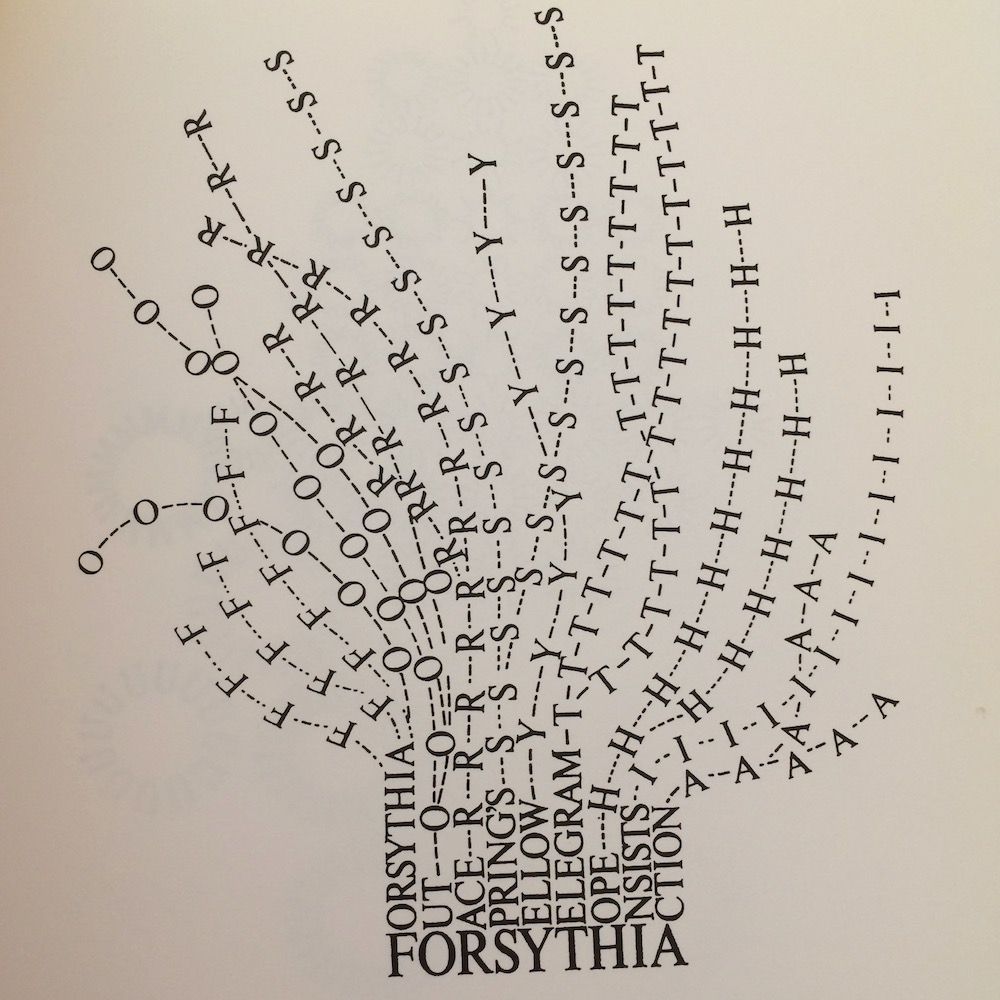 FORSYTHIA
ORSYTHIA
UT
ACE
PRING'S
ELLOW
ELEGRAM
OPE
NSISTS
CTION